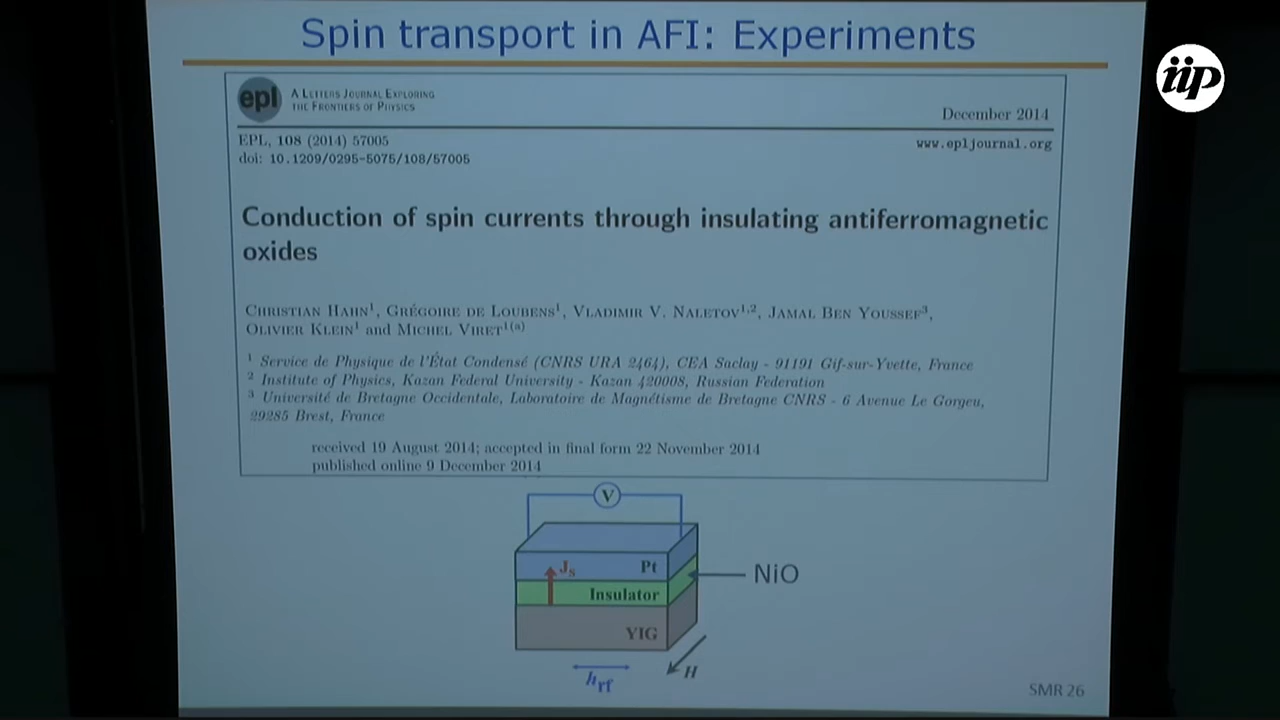 Spin transport in AFI: Experiments
iip
epl
A LETTERS JOURNAL EXPLORING
THE FRONTIERS OF PHYSICS
December 2014
EPL, 108 (2014) 57005
www.epljournal.org
doi: 10.1209/0295-5075/108/57005
Conduction of spin currents through insulating antiferromagnetic
oxides
CHRISTIAN HAHN¹, GRÉGOIRE DE LOUBENS¹, VLADIMIR V. NALETOV¹,², JAMAL BEN YOUSSEF³,
OLIVIER KLEIN¹ and MICHEL VIRET¹(a)
¹ Service de Physique de l'État Condensé (CNRS URA 2464), CEA Saclay - 91191 Gif-sur-Yvette, France
² Institute of Physics, Kazan Federal University - Kazan 420008, Russian Federation
³ Université de Bretagne Occidentale, Laboratoire de Magnétisme de Bretagne CNRS - 6 Avenue Le Gorgeu,
29285 Brest, France
received 19 August 2014; accepted in final form 22 November 2014
published online 9 December 2014
V
Js
Pt
NiO
Insulator
YIG
H
hrf
SMR 26